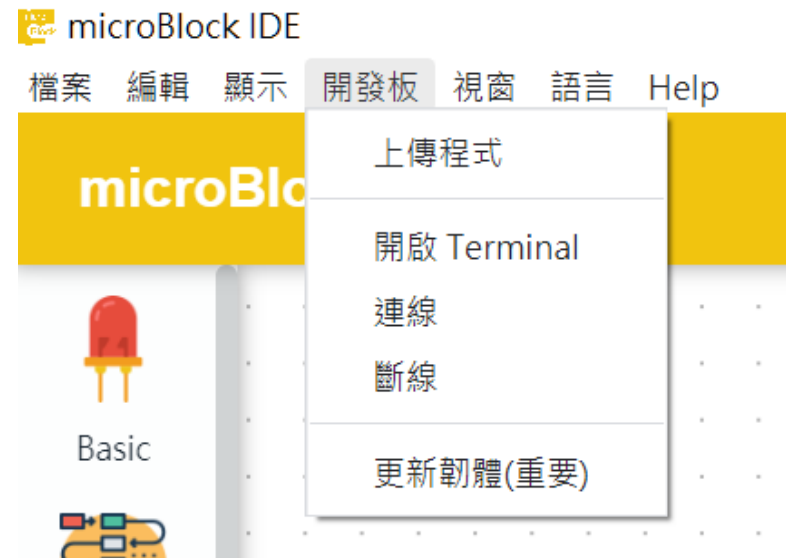 microBlock IDE
檔案 編輯 顯示 開發板 視窗 語言 Help
上傳程式
microBlo
開啟 Terminal
連線
斷線
Basic
更新韌體(重要)